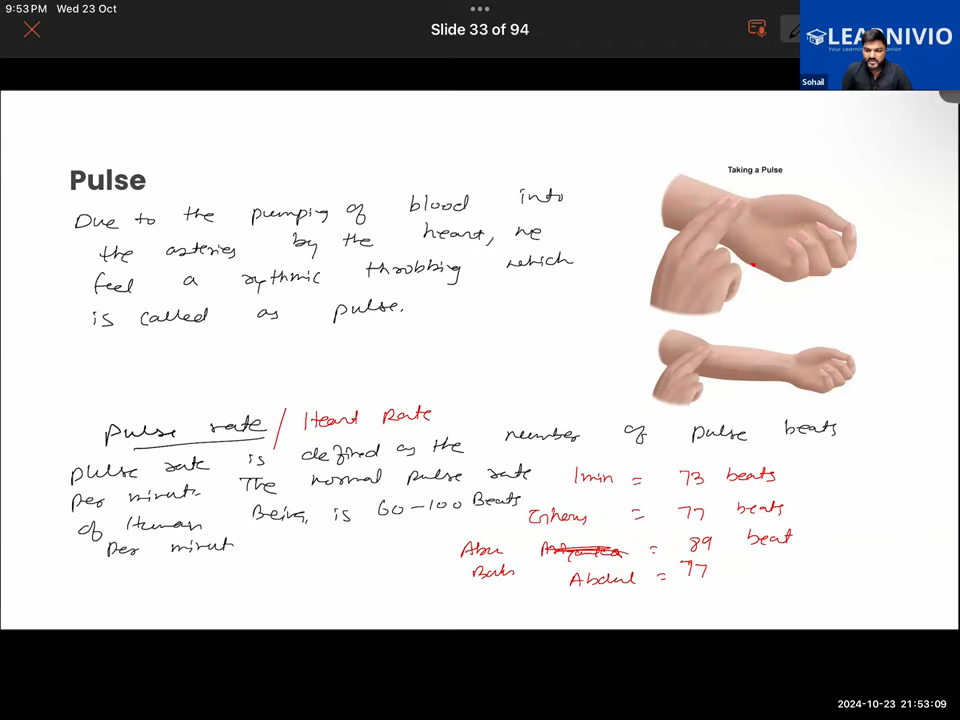 9:53 PM Wed 23 Oct
Slide 33 of 94
LEARNIVIO
Sohail
Pulse
Due to the pumping of blood into
the arteries by the heart, we
feel a rythmic throbbing which
is called as pulse.
Taking a Pulse
Pulse rate / Heart Rate
pulse rate is defined as the number of pulse beats
per minute. The normal pulse rate
of Human Being is 60-100 Beats
Per minut
1min = 73 beats
= 77 beats
Abu = 89 beat
Abdul = 77
2024-10-23 21:53:09